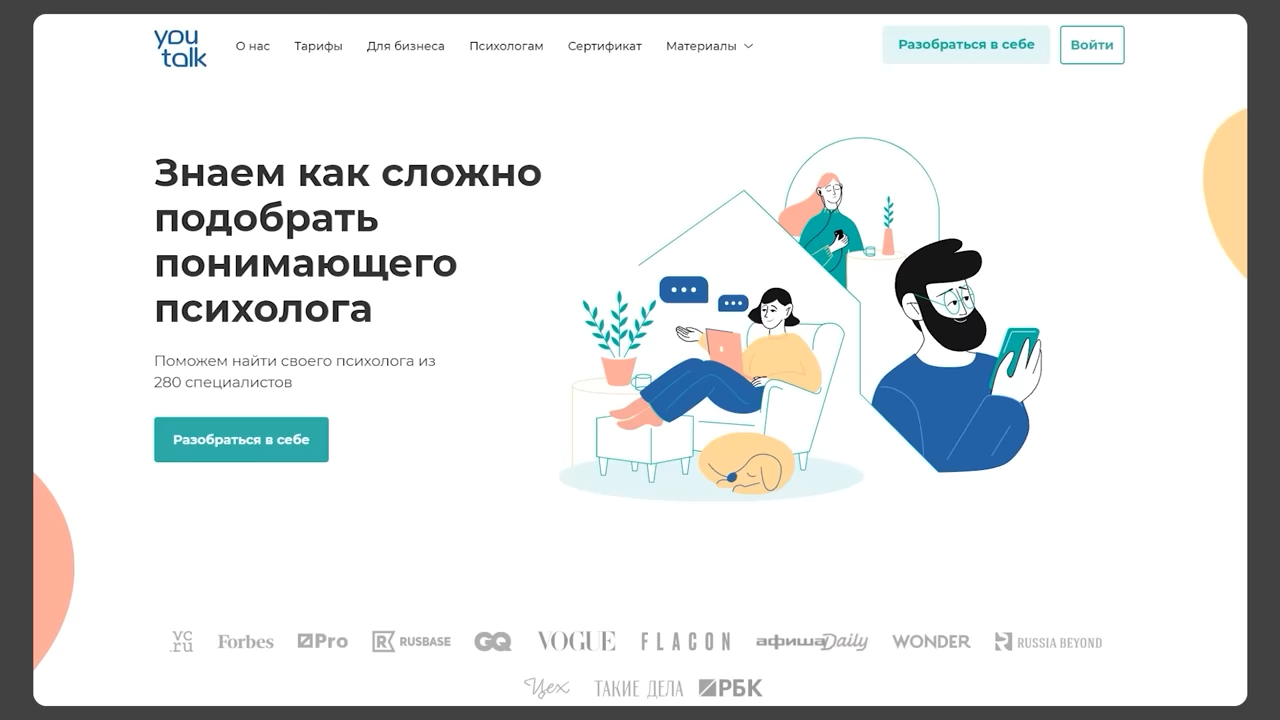 you
talk
О нас Тарифы Для бизнеса Психологам Сертификат Материалы
Разобраться в себе
Войти
Знаем как сложно
подобрать
понимающего
психолога
Поможем найти своего психолога из
280 специалистов
Разобраться в себе
vc
.ru
Forbes
Pro
RUSBASE
GQ
VOGUE
FLACON
афишаDaily
WONDER
RUSSIA BEYOND
Цех
ТАКИЕ ДЕЛА
РБК